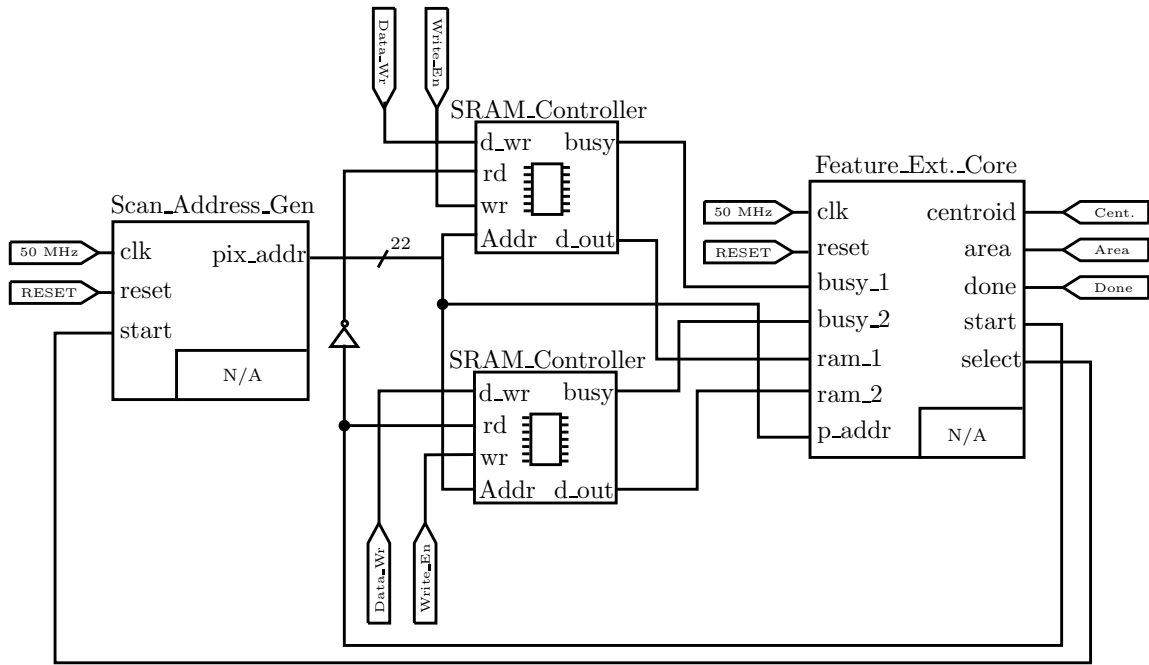 Data_Wr
Write_En
SRAM_Controller
d_wr
busy
rd
wr
Addr
d_out
Scan_Address_Gen
50 MHz
clk
pix_addr
22
RESET
reset
start
N/A
SRAM_Controller
d_wr
busy
rd
wr
Addr
d_out
Data_Wr
Write_En
Feature_Ext._Core
50 MHz
clk
centroid
Cent.
RESET
reset
area
Area
busy_1
done
Done
busy_2
start
ram_1
select
ram_2
p_addr
N/A